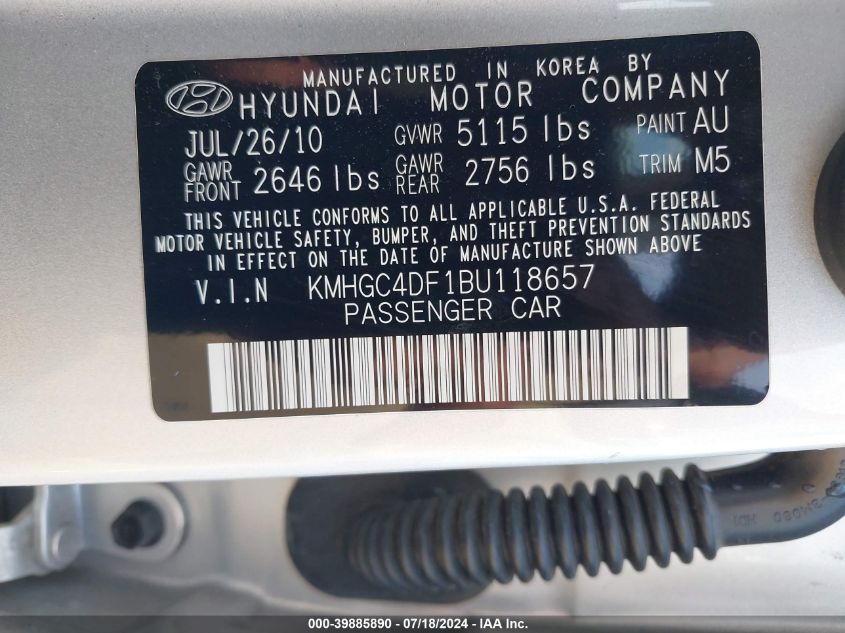 MANUFACTURED IN KOREA BY
HYUNDAI MOTOR COMPANY
JUL/26/10 GVWR 5115 lbs PAINT AU
GAWR FRONT 2646 lbs GAWR REAR 2756 lbs TRIM M5
THIS VEHICLE CONFORMS TO ALL APPLICABLE U.S.A. FEDERAL
MOTOR VEHICLE SAFETY, BUMPER, AND THEFT PREVENTION STANDARDS
IN EFFECT ON THE DATE OF MANUFACTURE SHOWN ABOVE.
V.I.N KMHGC4DF1BU118657
PASSENGER CAR
000-39885890 - 07/18/2024 - IAA Inc.